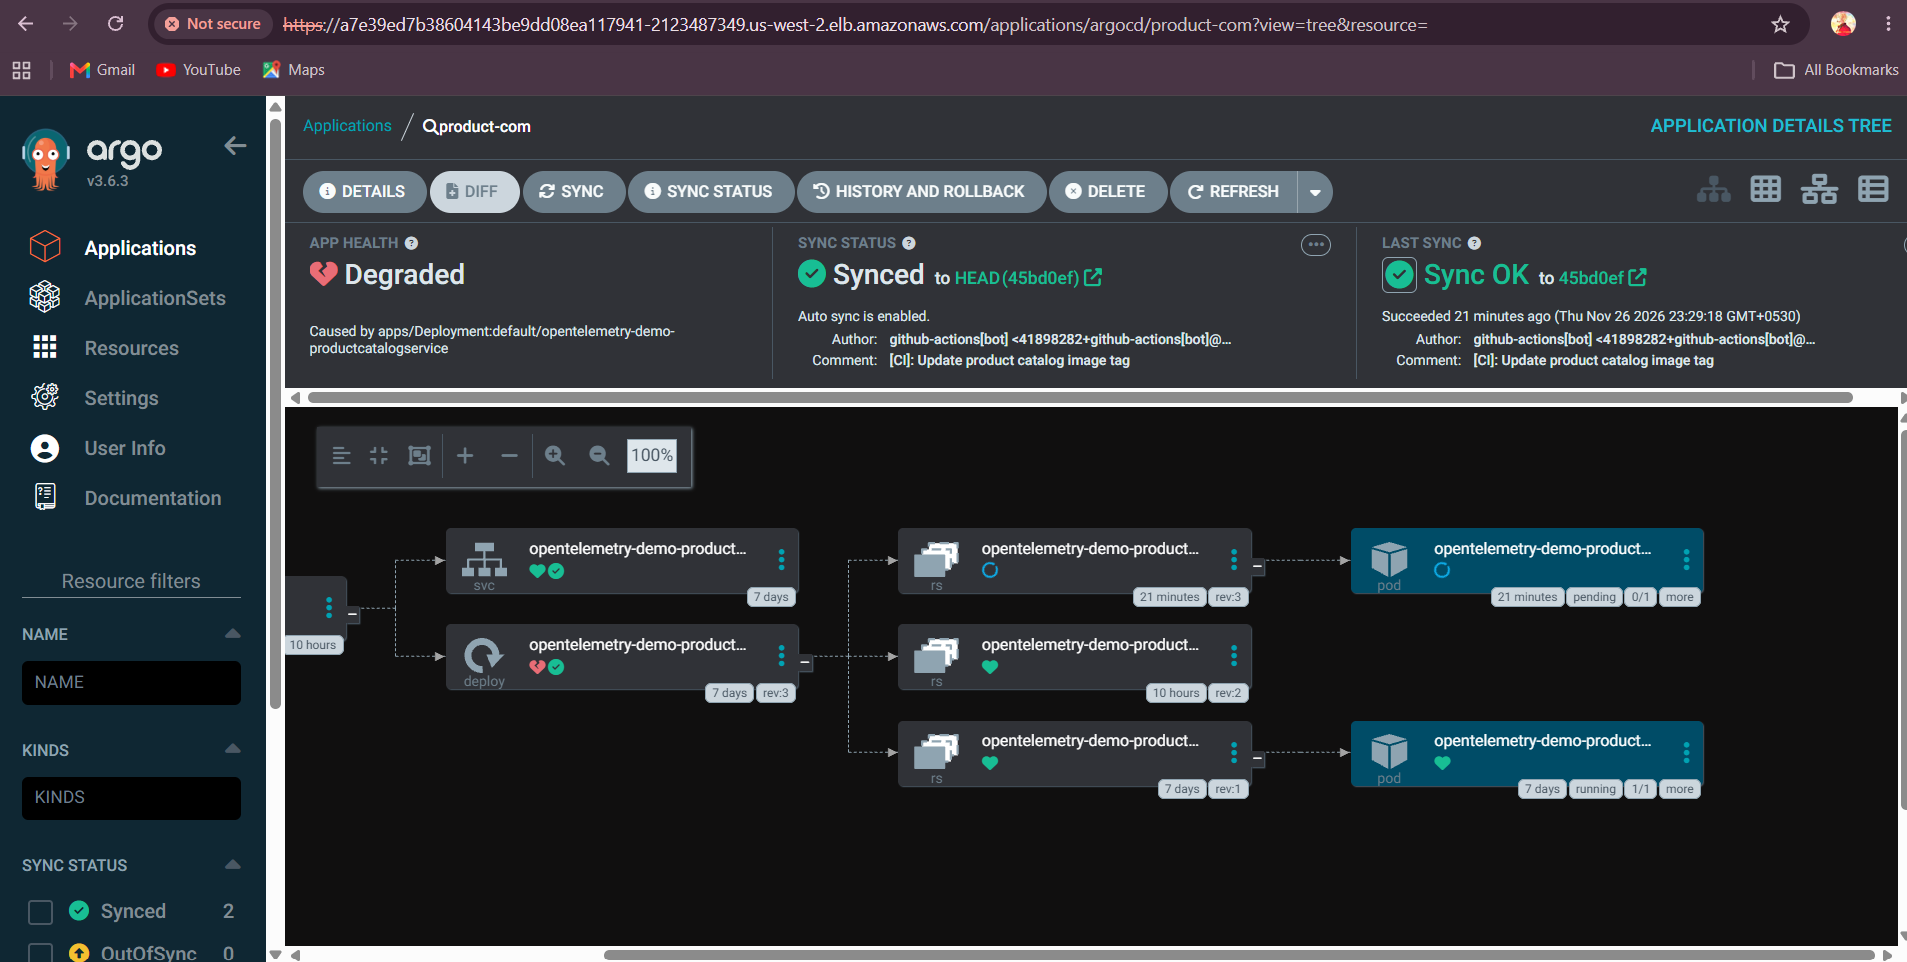 Not secure
https://a7e39ed7b38604143be9dd08ea117941-2123487349.us-west-2.elb.amazonaws.com/applications/argocd/product-com?view=tree&resource=
Gmail
YouTube
Maps
All Bookmarks
argo
v3.6.3
Applications
ApplicationSets
Resources
Settings
User Info
Documentation
Resource filters
NAME
NAME
KINDS
KINDS
SYNC STATUS
Synced 2
OutOfSync 0
Applications / product-com
APPLICATION DETAILS TREE
DETAILS
DIFF
SYNC
SYNC STATUS
HISTORY AND ROLLBACK
DELETE
REFRESH
APP HEALTH
Degraded
Caused by apps/Deployment:default/opentelemetry-demo-
productcatalogservice
SYNC STATUS
Synced to HEAD (45bd0ef)
Auto sync is enabled.
Author: github-actions[bot] <41898282+github-actions[bot]@...
Comment: [CI]: Update product catalog image tag
LAST SYNC
Sync OK to 45bd0ef
Succeeded 21 minutes ago (Thu Nov 26 2026 23:29:18 GMT+0530)
Author: github-actions[bot] <41898282+github-actions[bot]@...
Comment: [CI]: Update product catalog image tag
100%
10 hours
opentelemetry-demo-product...
svc
7 days
opentelemetry-demo-product...
deploy
7 days rev:3
opentelemetry-demo-product...
rs
21 minutes rev:3
opentelemetry-demo-product...
rs
10 hours rev:2
opentelemetry-demo-product...
rs
7 days rev:1
opentelemetry-demo-product...
pod
21 minutes pending 0/1 more
opentelemetry-demo-product...
pod
7 days running 1/1 more